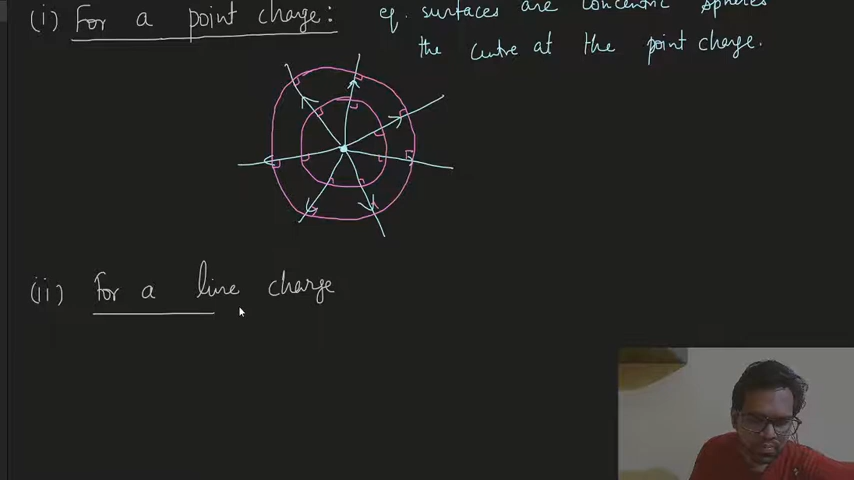 (i) For a point charge:
eq. surfaces are concentric spheres
the centre at the point charge.
(ii) For a line charge